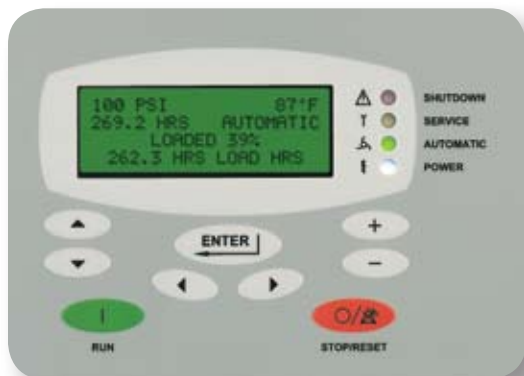 100 PSI 87°F
269.2 HRS AUTOMATIC
LOADED 39%
262.3 HRS LOAD HRS
SHUTDOWN
SERVICE
AUTOMATIC
POWER
ENTER
+
−
I
RUN
O/
STOP/RESET